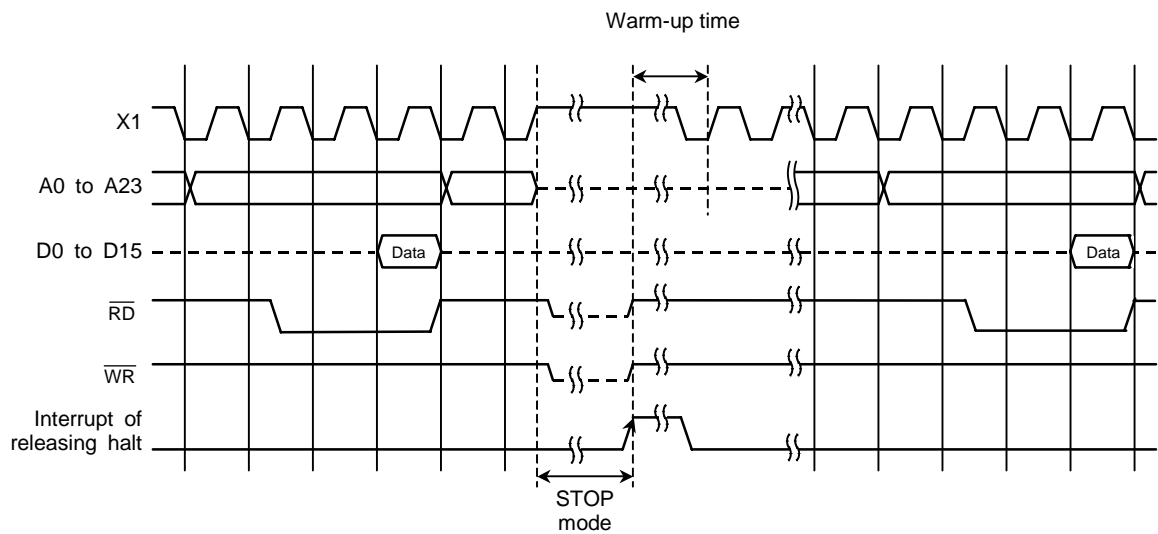 Warm-up time
X1
A0 to A23
D0 to D15
Data
Data
RD
WR
Interrupt of
releasing halt
STOP
mode